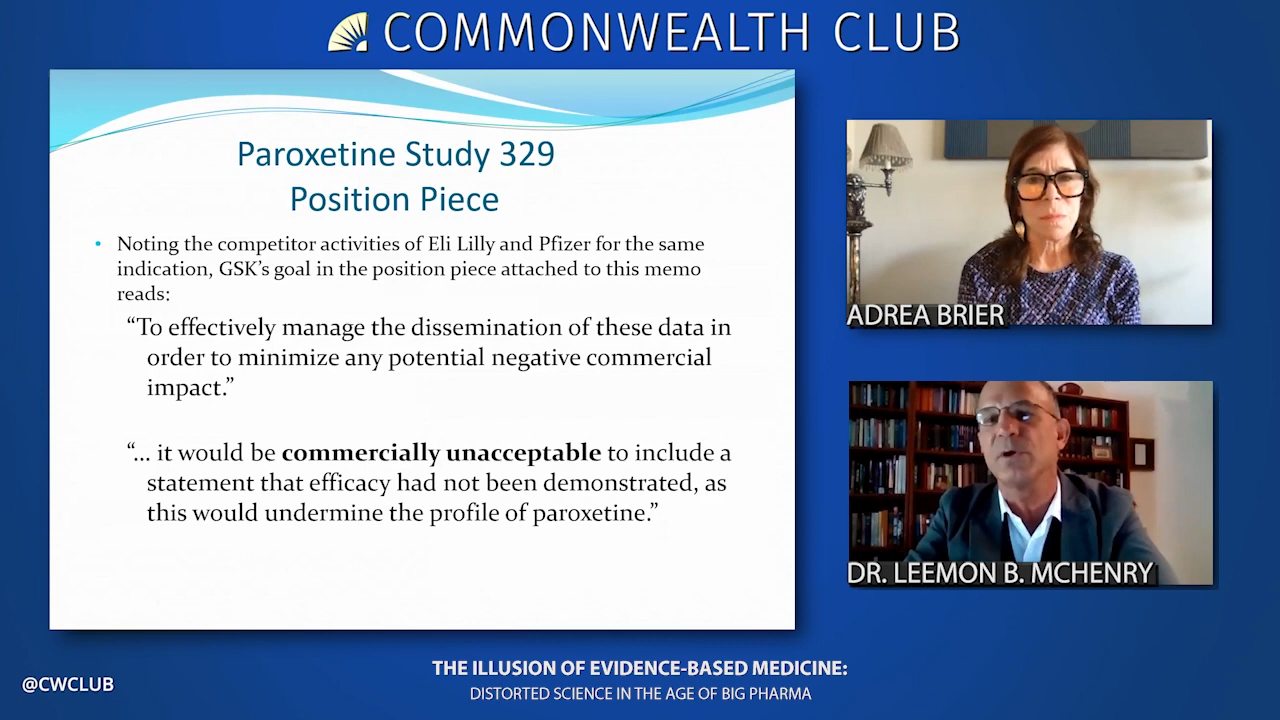 COMMONWEALTH CLUB
Paroxetine Study 329
Position Piece
• Noting the competitor activities of Eli Lilly and Pfizer for the same
indication, GSK’s goal in the position piece attached to this memo
reads:
“To effectively manage the dissemination of these data in
order to minimize any potential negative commercial
impact.”
“… it would be commercially unacceptable to include a
statement that efficacy had not been demonstrated, as
this would undermine the profile of paroxetine.”
ADREA BRIER
DR. LEEMON B. MCHENRY
@CWCLUB
THE ILLUSION OF EVIDENCE-BASED MEDICINE:
DISTORTED SCIENCE IN THE AGE OF BIG PHARMA